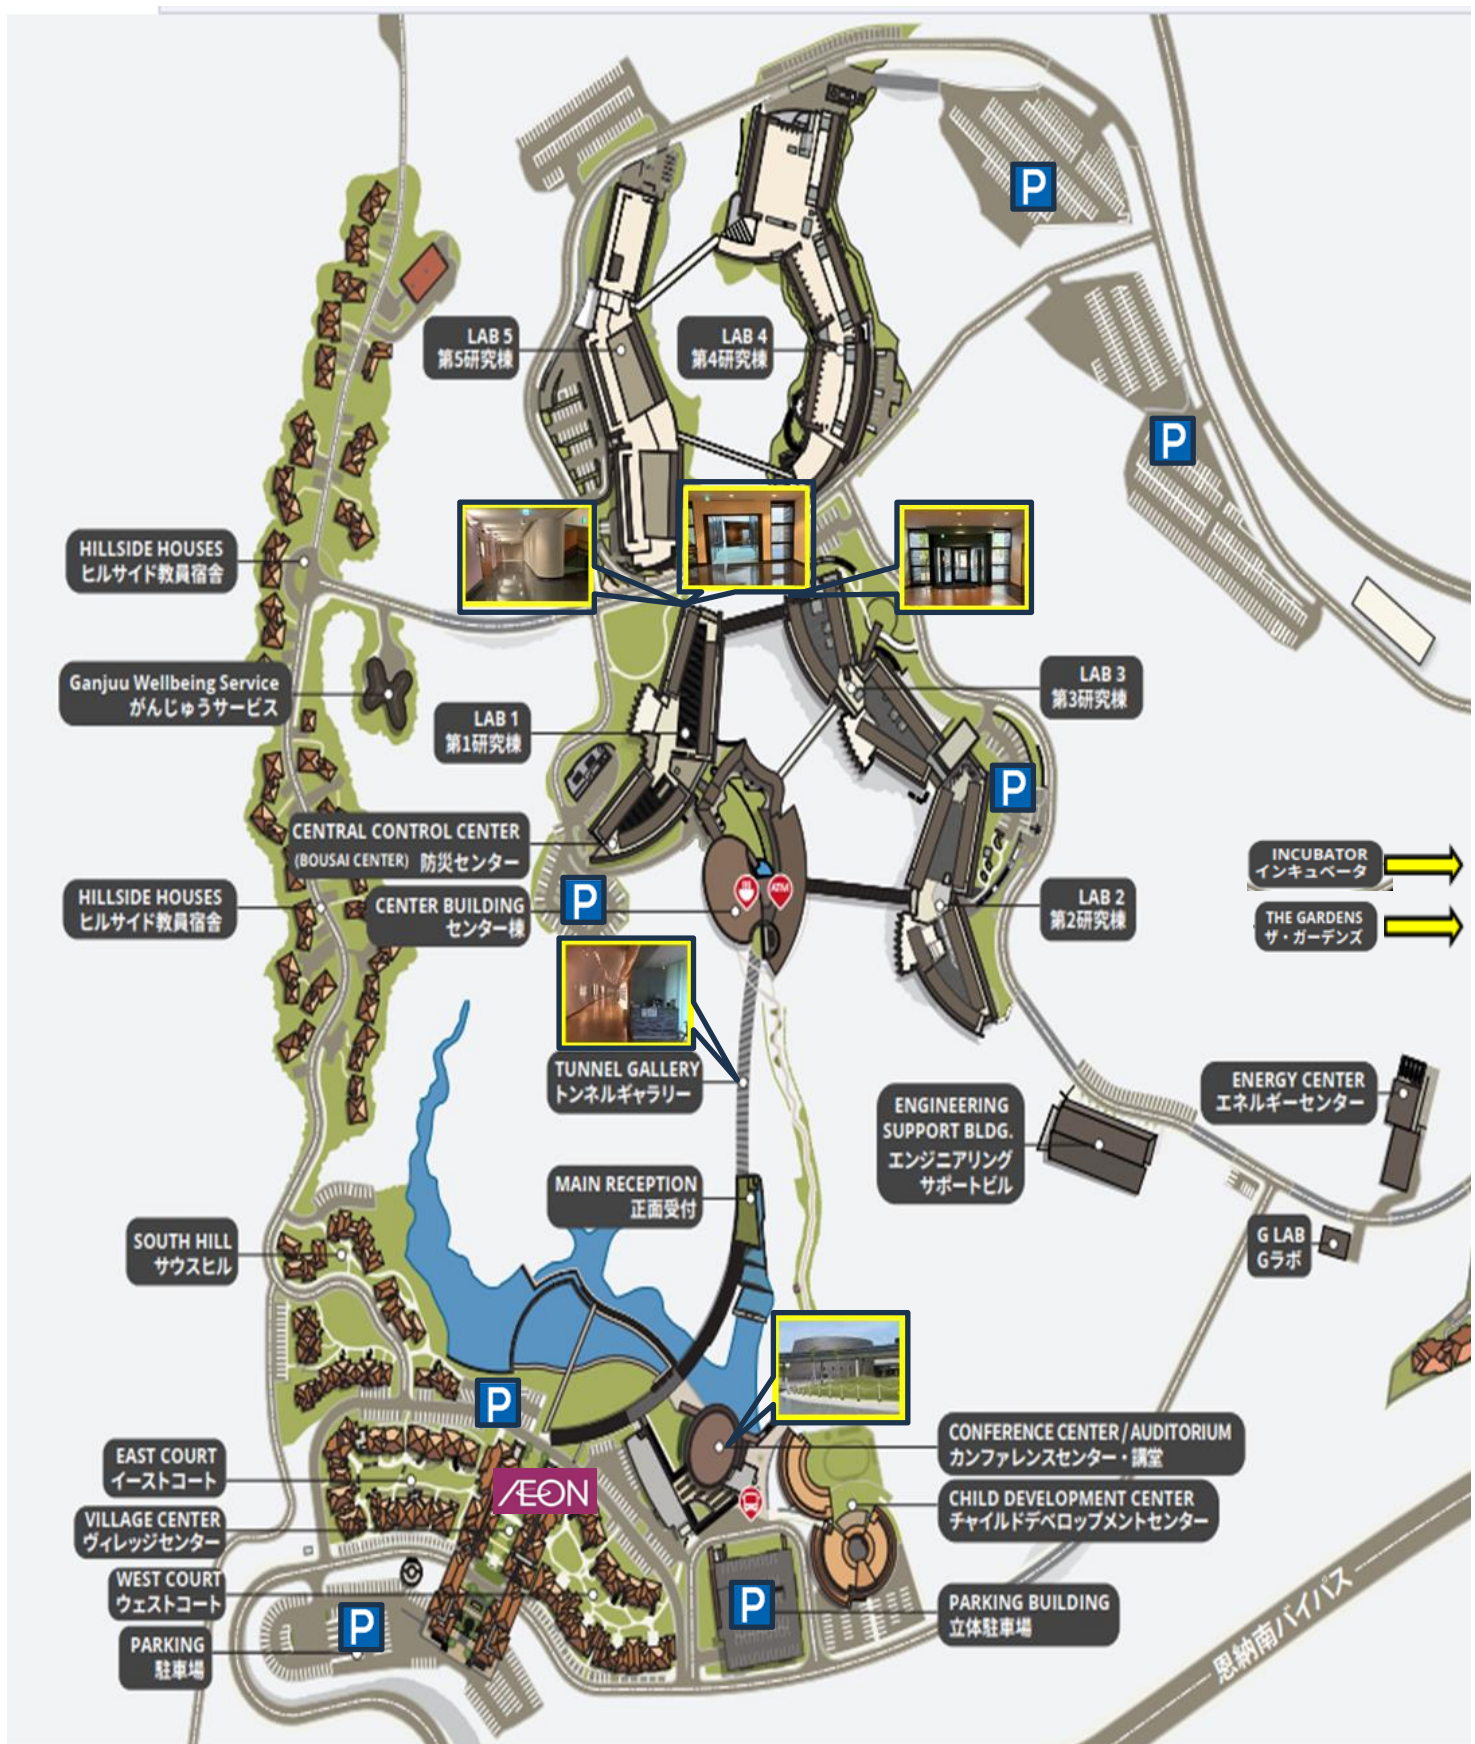 P
LAB 5
第5研究棟
LAB 4
第4研究棟
P
HILLSIDE HOUSES
ヒルサイド教員宿舎
Ganjuu Wellbeing Service
がんじゅうサービス
LAB 1
第1研究棟
LAB 3
第3研究棟
P
CENTRAL CONTROL CENTER
(BOUSAI CENTER) 防災センター
INCUBATOR
インキュベータ
HILLSIDE HOUSES
ヒルサイド教員宿舎
CENTER BUILDING
センター棟
P
ATM
LAB 2
第2研究棟
THE GARDENS
ザ・ガーデンズ
TUNNEL GALLERY
トンネルギャラリー
ENGINEERING
SUPPORT BLDG.
エンジニアリング
サポートビル
ENERGY CENTER
エネルギーセンター
MAIN RECEPTION
正面受付
SOUTH HILL
サウスヒル
G LAB
Gラボ
P
EAST COURT
イーストコート
ÆON
CONFERENCE CENTER / AUDITORIUM
カンファレンスセンター・講堂
VILLAGE CENTER
ヴィレッジセンター
CHILD DEVELOPMENT CENTER
チャイルドデベロップメントセンター
WEST COURT
ウェストコート
P
PARKING BUILDING
立体駐車場
PARKING
駐車場
P
恩納南バイパス